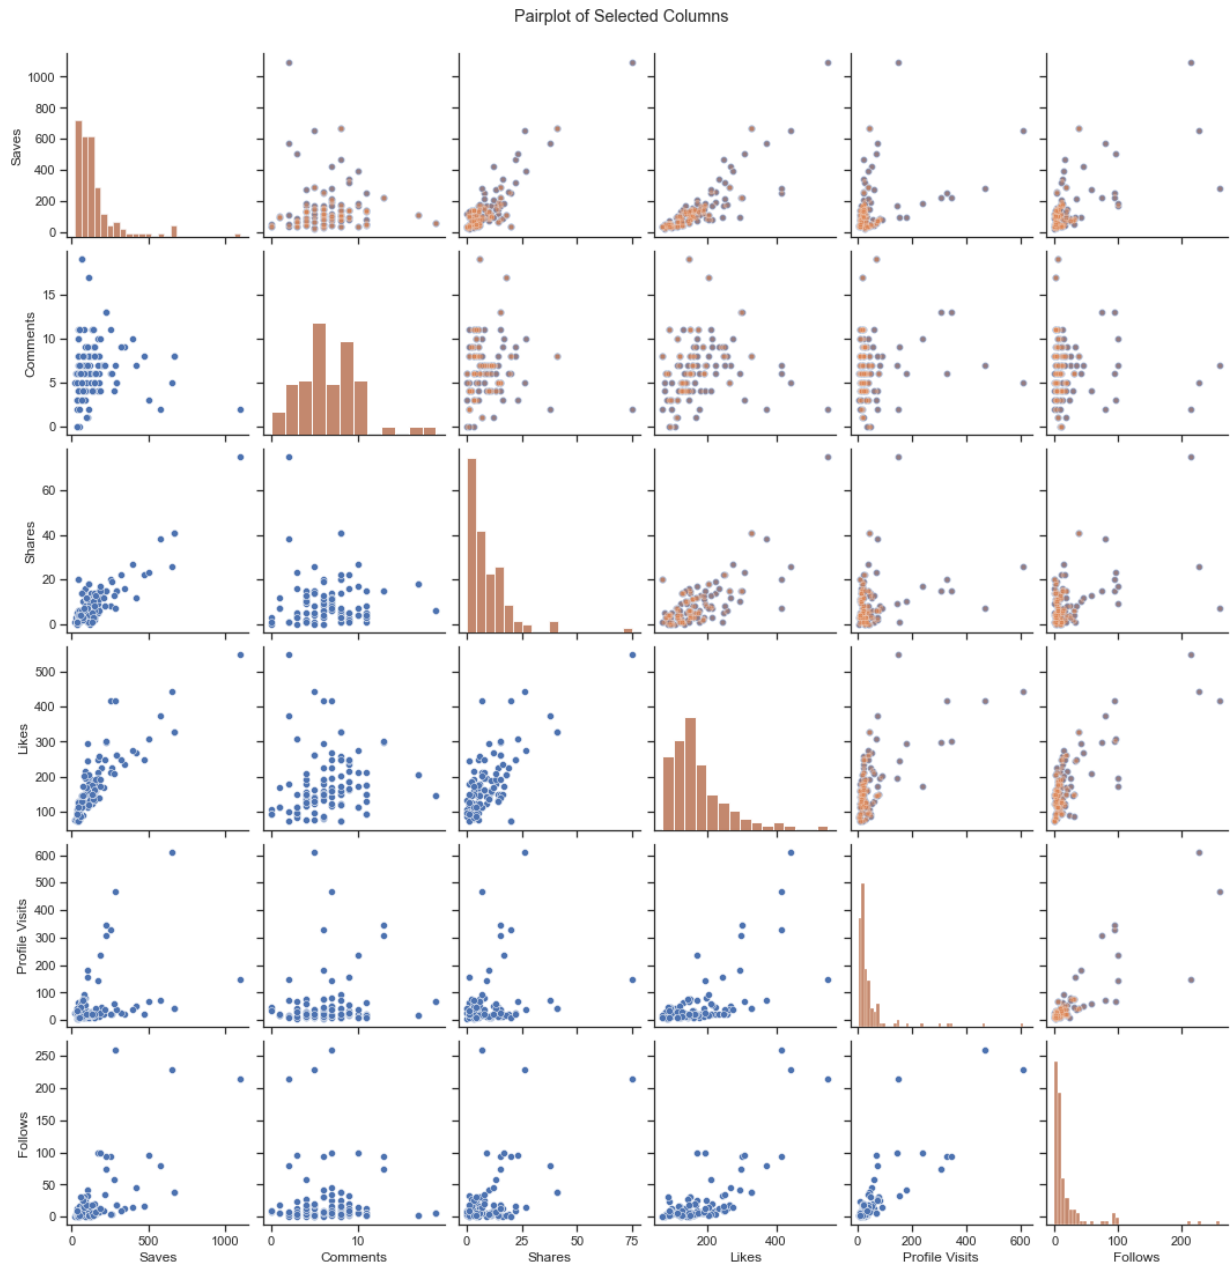 Pairplot of Selected Columns
1000
800
600
400
200
0
Saves
15
10
5
0
Comments
60
40
20
0
Shares
500
400
300
200
100
Likes
600
500
400
300
200
100
0
Profile Visits
250
200
150
100
50
0
Follows
0 500 1000
0 10
0 25 50 75
200 400
0 200 400 600
0 100 200
Saves Comments Shares Likes Profile Visits Follows